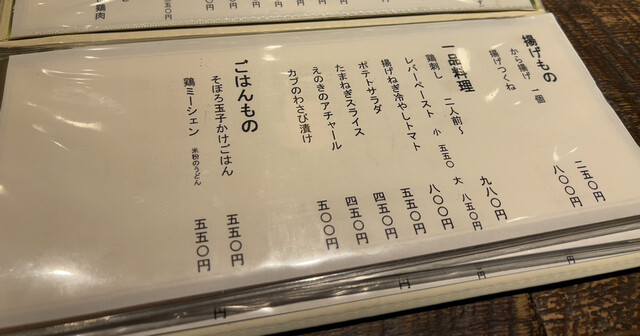 揚げもの
から揚げ 一個 二五〇円
揚げつくね 八〇〇円
一品料理
鶏刺し 二人前~ 九八〇円
レバーペースト 小 五五〇 大 八五〇円
揚げねぎ冷やしトマト 八〇〇円
ポテトサラダ 五五〇円
たまねぎスライス 四五〇円
えのきのアチャール 四五〇円
カブのわさび漬け 五〇〇円
ごはんもの
そぼろ玉子かけごはん 五五〇円
鶏ミーシェン 米粉のうどん 五五〇円
鶏肉